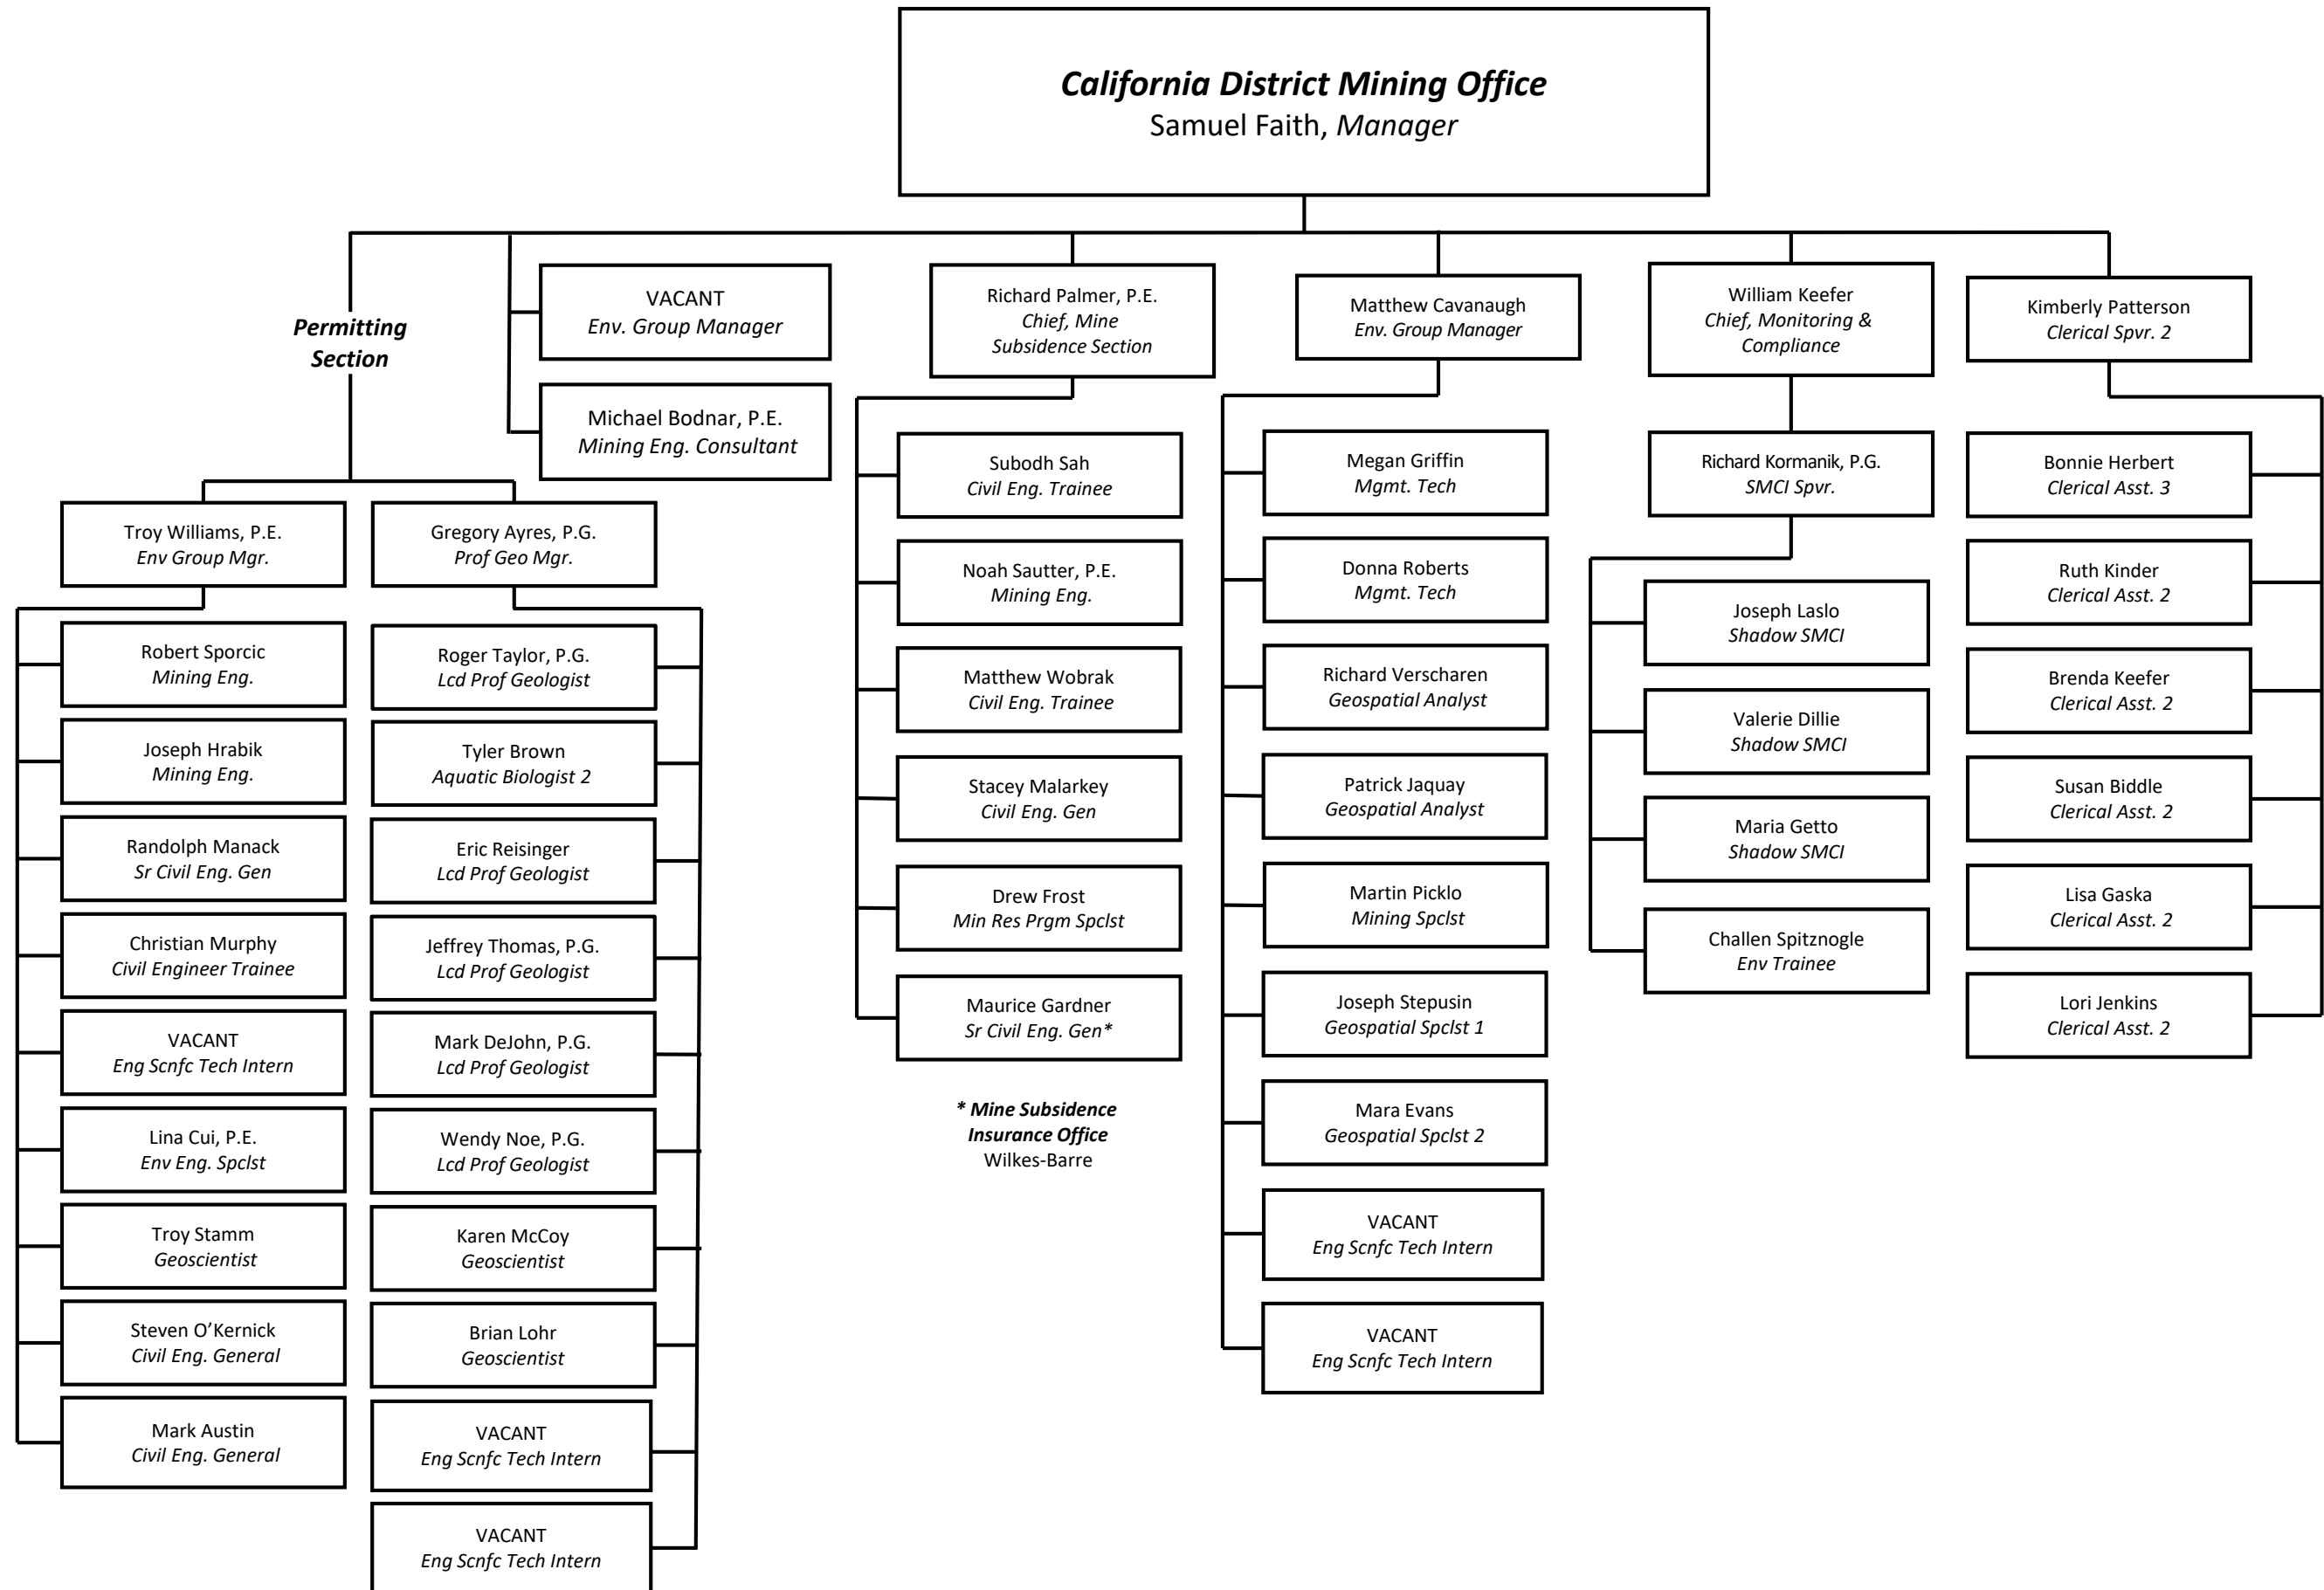 California District Mining Office
Samuel Faith, Manager
Permitting
Section
VACANT
Env. Group Manager
Michael Bodnar, P.E.
Mining Eng. Consultant
Troy Williams, P.E.
Env Group Mgr.
Robert Sporcic
Mining Eng.
Joseph Hrabik
Mining Eng.
Randolph Manack
Sr Civil Eng. Gen
Christian Murphy
Civil Engineer Trainee
VACANT
Eng Scnfc Tech Intern
Lina Cui, P.E.
Env Eng. Spclst
Troy Stamm
Geoscientist
Steven O’Kernick
Civil Eng. General
Mark Austin
Civil Eng. General
Gregory Ayres, P.G.
Prof Geo Mgr.
Roger Taylor, P.G.
Lcd Prof Geologist
Tyler Brown
Aquatic Biologist 2
Eric Reisinger
Lcd Prof Geologist
Jeffrey Thomas, P.G.
Lcd Prof Geologist
Mark DeJohn, P.G.
Lcd Prof Geologist
Wendy Noe, P.G.
Lcd Prof Geologist
Karen McCoy
Geoscientist
Brian Lohr
Geoscientist
VACANT
Eng Scnfc Tech Intern
VACANT
Eng Scnfc Tech Intern
Richard Palmer, P.E.
Chief, Mine
Subsidence Section
Subodh Sah
Civil Eng. Trainee
Noah Sautter, P.E.
Mining Eng.
Matthew Wobrak
Civil Eng. Trainee
Stacey Malarkey
Civil Eng. Gen
Drew Frost
Min Res Prgm Spclst
Maurice Gardner
Sr Civil Eng. Gen*
* Mine Subsidence
Insurance Office
Wilkes-Barre
Matthew Cavanaugh
Env. Group Manager
Megan Griffin
Mgmt. Tech
Donna Roberts
Mgmt. Tech
Richard Verscharen
Geospatial Analyst
Patrick Jaquay
Geospatial Analyst
Martin Picklo
Mining Spclst
Joseph Stepusin
Geospatial Spclst 1
Mara Evans
Geospatial Spclst 2
VACANT
Eng Scnfc Tech Intern
VACANT
Eng Scnfc Tech Intern
William Keefer
Chief, Monitoring &
Compliance
Richard Kormanik, P.G.
SMCI Spvr.
Joseph Laslo
Shadow SMCI
Valerie Dillie
Shadow SMCI
Maria Getto
Shadow SMCI
Challen Spitznogle
Env Trainee
Kimberly Patterson
Clerical Spvr. 2
Bonnie Herbert
Clerical Asst. 3
Ruth Kinder
Clerical Asst. 2
Brenda Keefer
Clerical Asst. 2
Susan Biddle
Clerical Asst. 2
Lisa Gaska
Clerical Asst. 2
Lori Jenkins
Clerical Asst. 2